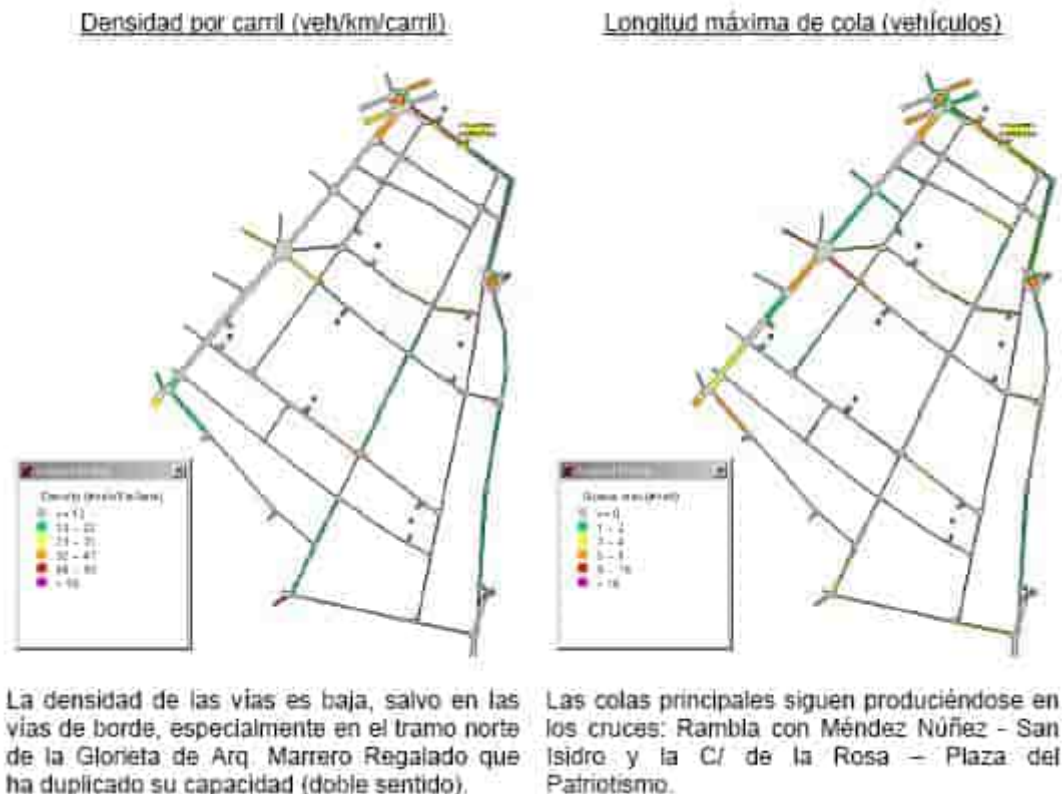 Densidad por carril (veh/km/carril)
Longitud máxima de cola (vehículos)
La densidad de las vías es baja, salvo en las
vías de borde, especialmente en el tramo norte
de la Glorieta de Arq. Marrero Regalado que
ha duplicado su capacidad (doble sentido).
Las colas principales siguen produciéndose en
los cruces: Rambla con Méndez Núñez - San
Isidro y la C/ de la Rosa – Plaza del
Patriotismo.